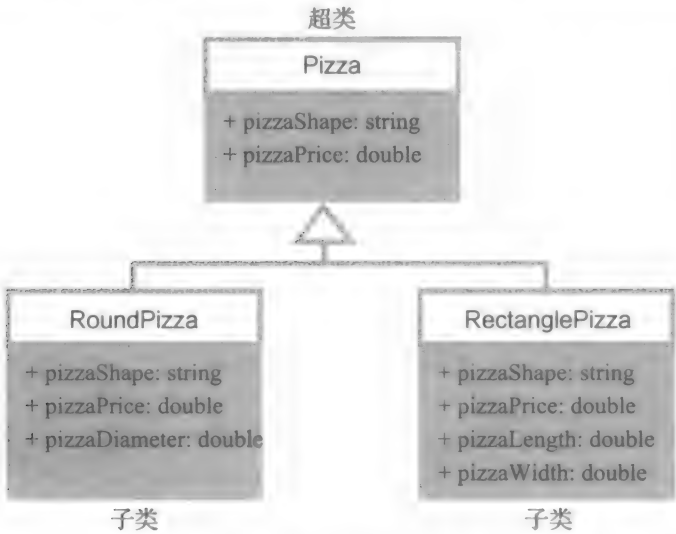 超类
Pizza
+ pizzaShape: string
+ pizzaPrice: double
RoundPizza
+ pizzaShape: string
+ pizzaPrice: double
+ pizzaDiameter: double
子类
RectanglePizza
+ pizzaShape: string
+ pizzaPrice: double
+ pizzaLength: double
+ pizzaWidth: double
子类